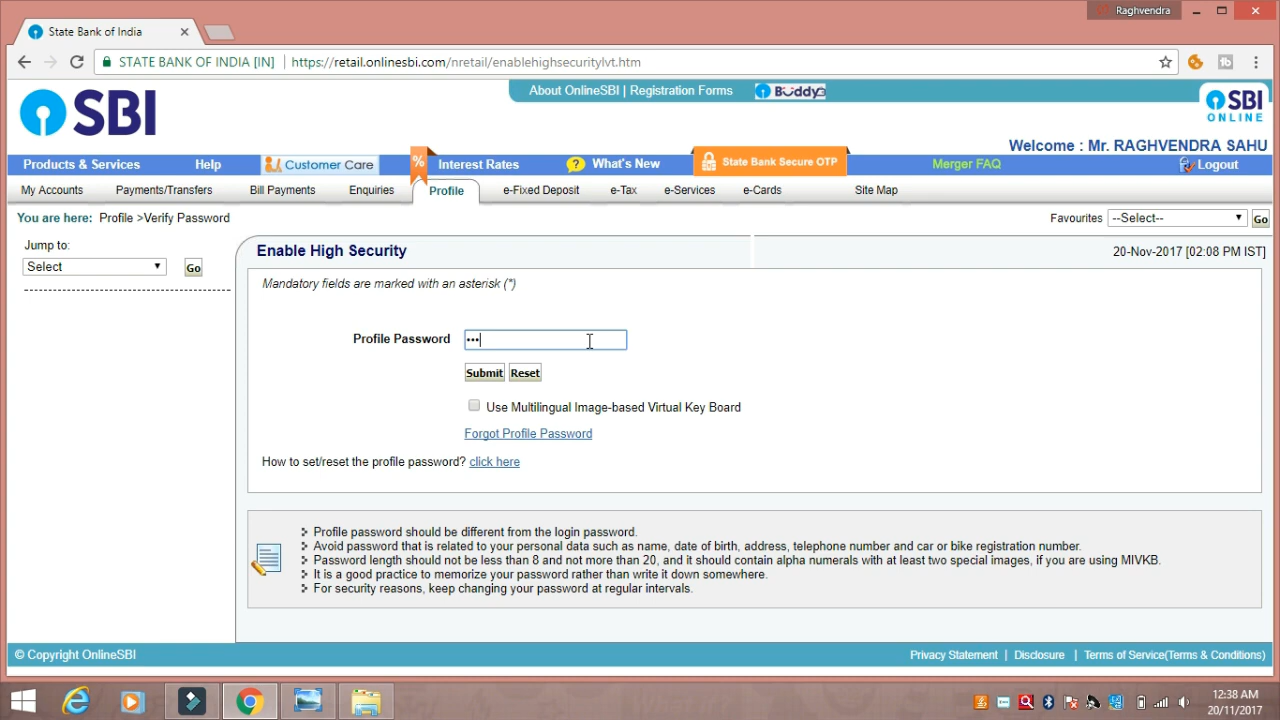 Raghvendra
State Bank of India
STATE BANK OF INDIA [IN] | https://retail.onlinesbi.com/nretail/enablehighsecuritylvt.htm
About OnlineSBI | Registration Forms Buddy
SBI
SBI
ONLINE
Welcome : Mr. RAGHVENDRA SAHU
Products & Services Help Customer Care % Interest Rates ? What's New State Bank Secure OTP Merger FAQ Logout
My Accounts Payments/Transfers Bill Payments Enquiries Profile e-Fixed Deposit e-Tax e-Services e-Cards Site Map
You are here: Profile >Verify Password Favourites --Select-- Go
Jump to:
Select Go
Enable High Security 20-Nov-2017 [02:08 PM IST]
Mandatory fields are marked with an asterisk (*)
Profile Password •••
Submit Reset
Use Multilingual Image-based Virtual Key Board
Forgot Profile Password
How to set/reset the profile password? click here
Profile password should be different from the login password.
Avoid password that is related to your personal data such as name, date of birth, address, telephone number and car or bike registration number.
Password length should not be less than 8 and not more than 20, and it should contain alpha numerals with at least two special images, if you are using MIVKB.
It is a good practice to memorize your password rather than write it down somewhere.
For security reasons, keep changing your password at regular intervals.
© Copyright OnlineSBI Privacy Statement | Disclosure | Terms of Service(Terms & Conditions)
12:38 AM
20/11/2017